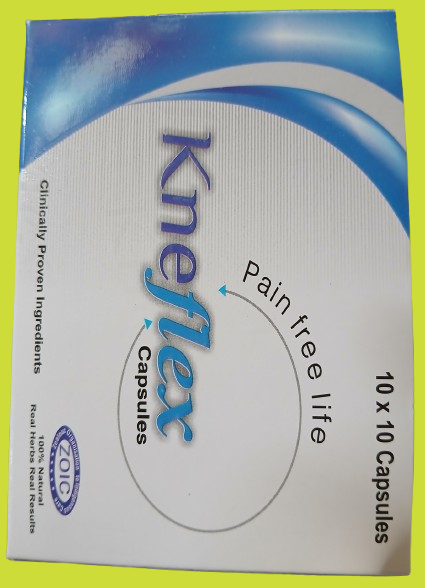 10 x 10 Capsules
Pain free life
Kneflex
Capsules
Clinically Proven Ingredients
ZOIC
100% Natural
Real Herbs Real Results